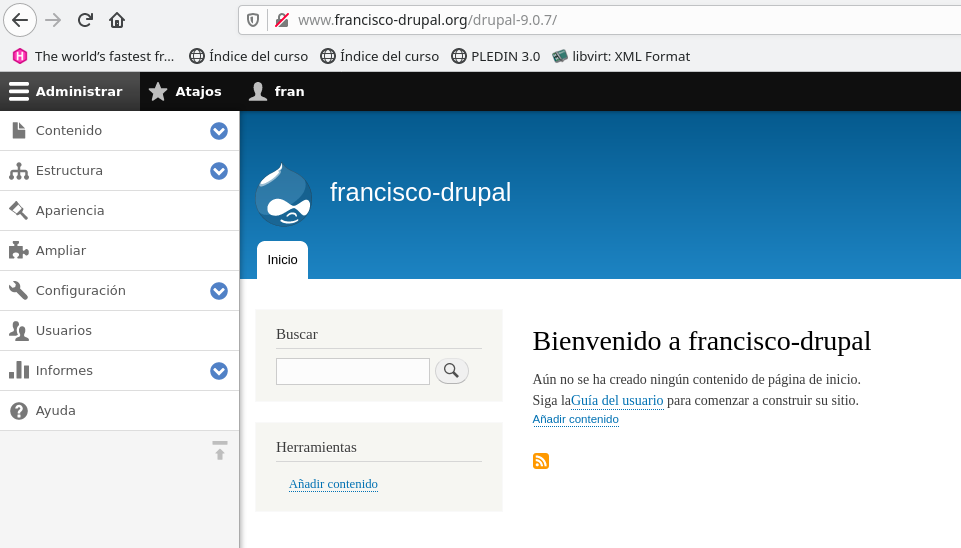 www.francisco-drupal.org/drupal-9.0.7/
The world's fastest fr... Índice del curso Índice del curso PLEDIN 3.0 libvirt: XML Format
Administrar Atajos fran
Contenido
Estructura
Apariencia
Ampliar
Configuración
Usuarios
Informes
Ayuda
francisco-drupal
Inicio
Buscar
Herramientas
Añadir contenido
Bienvenido a francisco-drupal
Aún no se ha creado ningún contenido de página de inicio.
Siga laGuía del usuario para comenzar a construir su sitio.
Añadir contenido